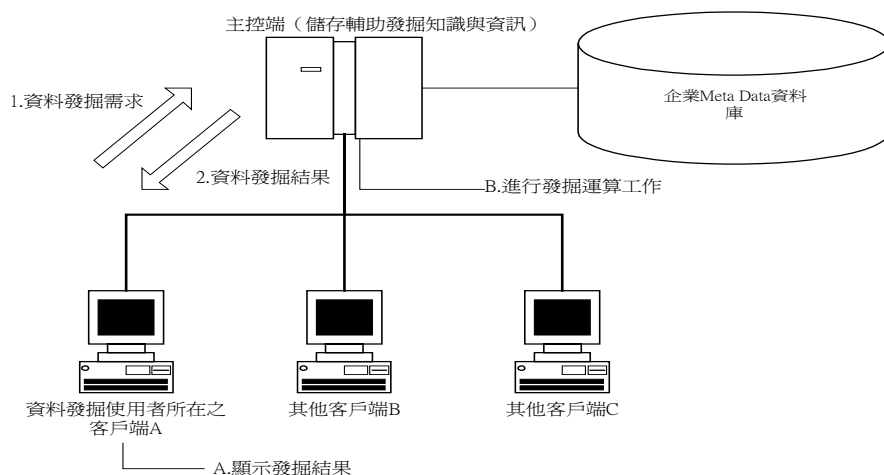 主控端（儲存輔助發掘知識與資訊）
企業Meta Data資料
庫
1.資料發掘需求
2.資料發掘結果
B.進行發掘運算工作
資料發掘使用者所在之
客戶端A
其他客戶端B
其他客戶端C
A.顯示發掘結果